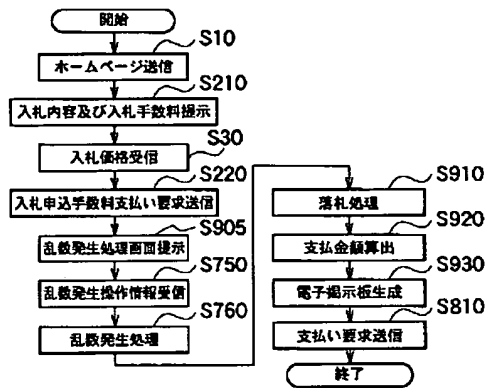 開始
S10
ホームページ送信
S210
入札内容及び入札手数料提示
S30
入札価格受信
S220
入札申込手数料支払い要求送信
S905
乱数発生処理画面提示
S750
乱数発生操作情報受信
S760
乱数発生処理
S910
落札処理
S920
支払金額算出
S930
電子掲示板生成
S810
支払い要求送信
終了